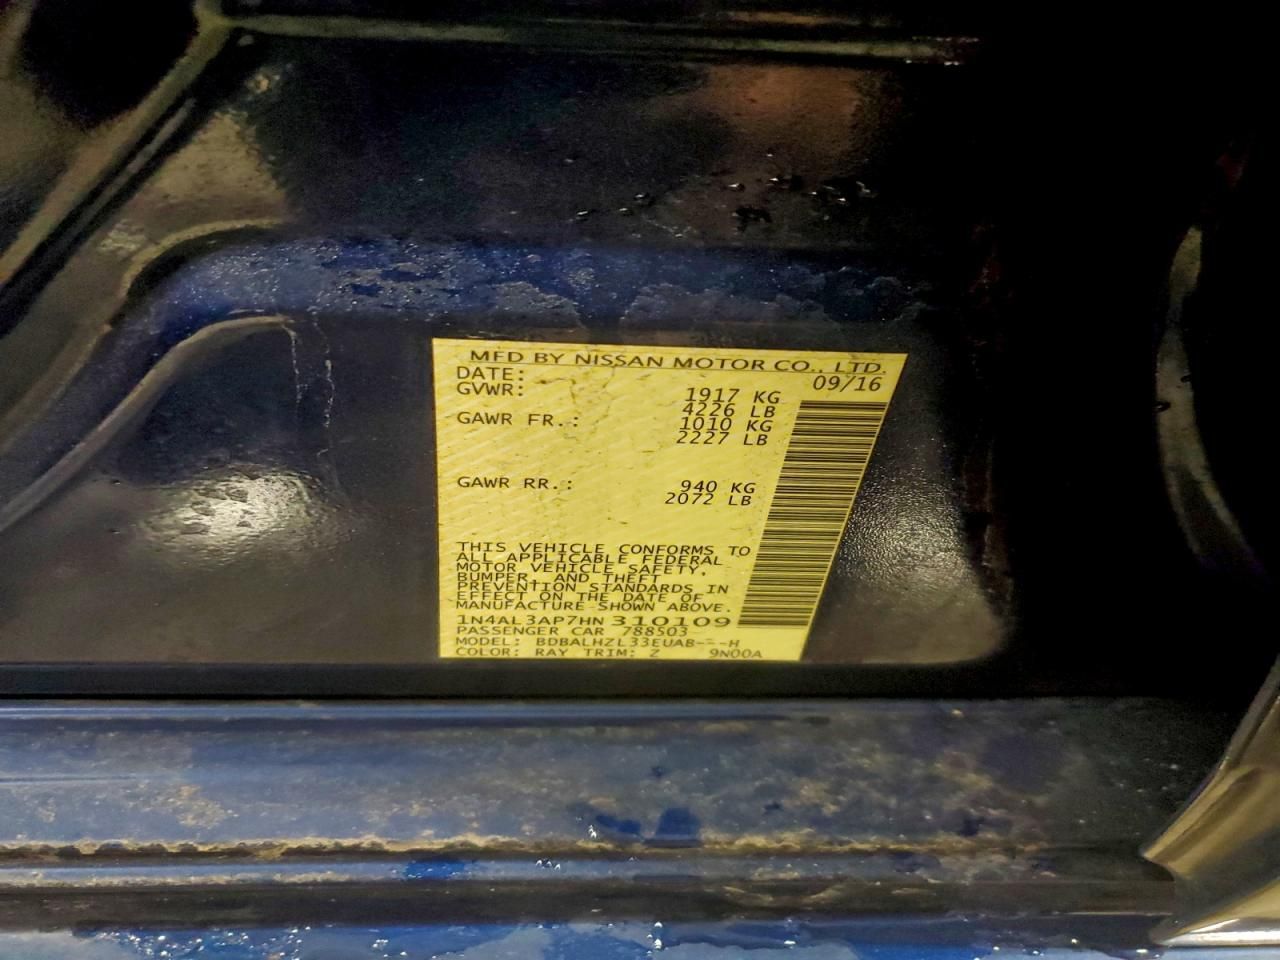 MFD BY NISSAN MOTOR CO., LTD.
DATE: 09/16
GVWR: 1917 KG
4226 LB
GAWR FR.: 1010 KG
2227 LB
GAWR RR.: 940 KG
2072 LB
THIS VEHICLE CONFORMS TO
ALL APPLICABLE FEDERAL
MOTOR VEHICLE SAFETY,
BUMPER, AND THEFT
PREVENTION STANDARDS IN
EFFECT ON THE DATE OF
MANUFACTURE SHOWN ABOVE.
1N4AL3AP7HN 310109
PASSENGER CAR 788503
MODEL: BDBALHZL33EUAB---H
COLOR: RAY TRIM: Z 9N00A